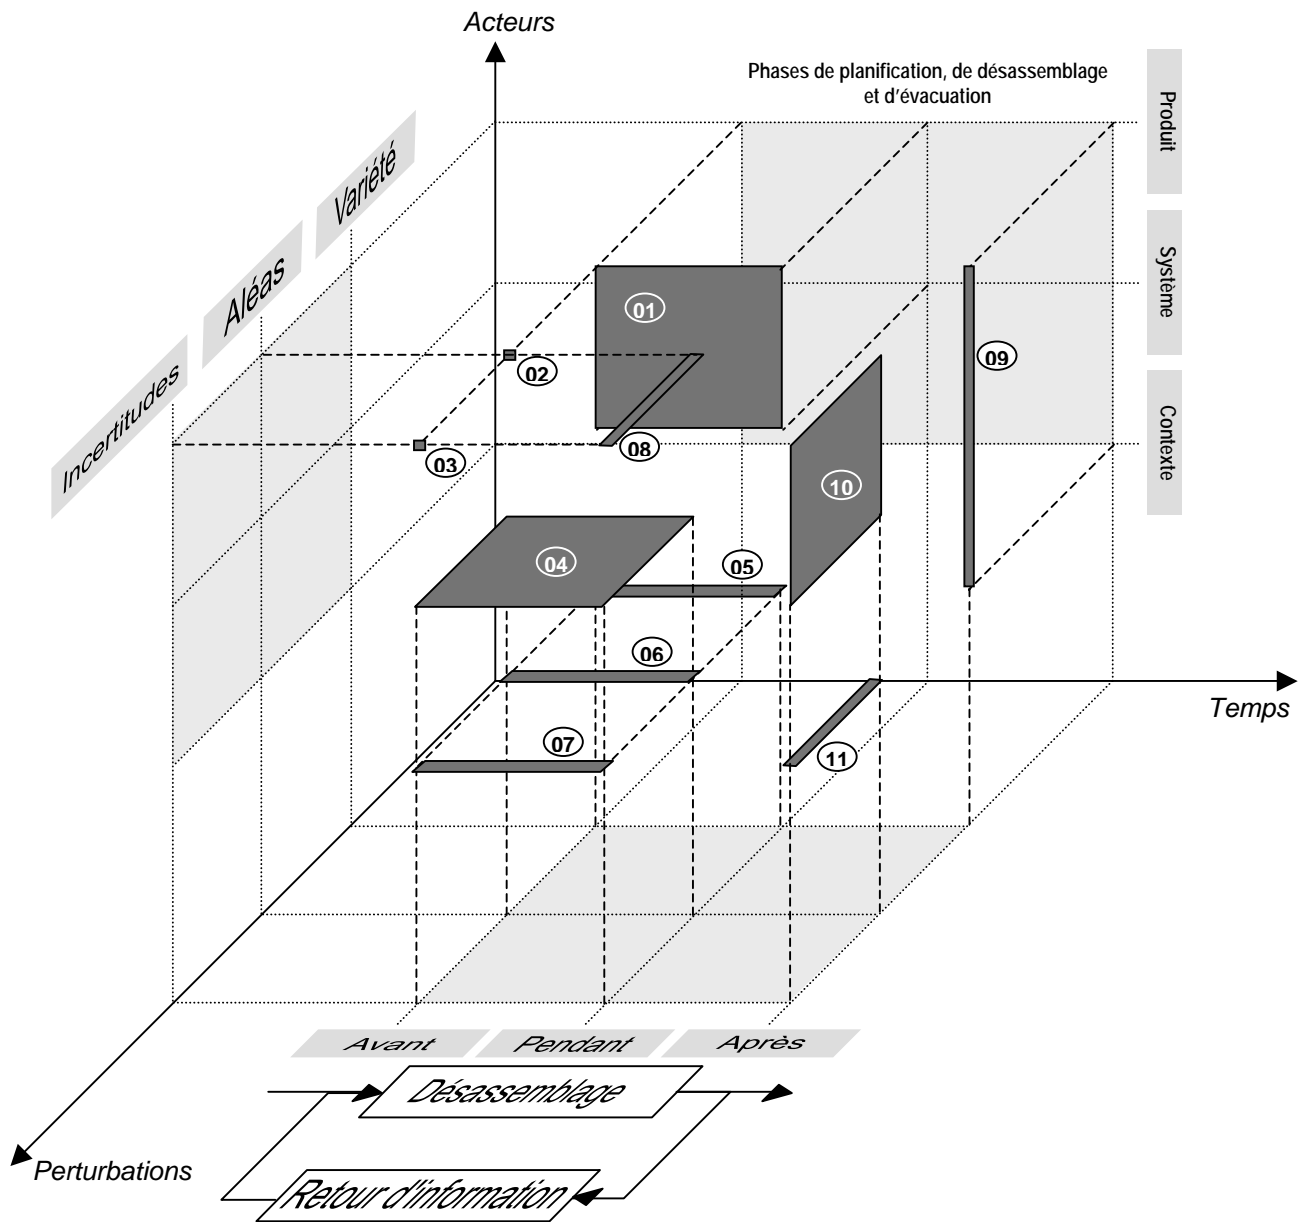 Acteurs
Phases de planification, de désassemblage
et d'évacuation
Produit
Variété
Système
Aléas
01
02
09
Incertitudes
Contexte
03
08
10
04
05
06
Temps
07
11
Avant
Pendant
Après
Désassemblage
Perturbations
Retour d'information